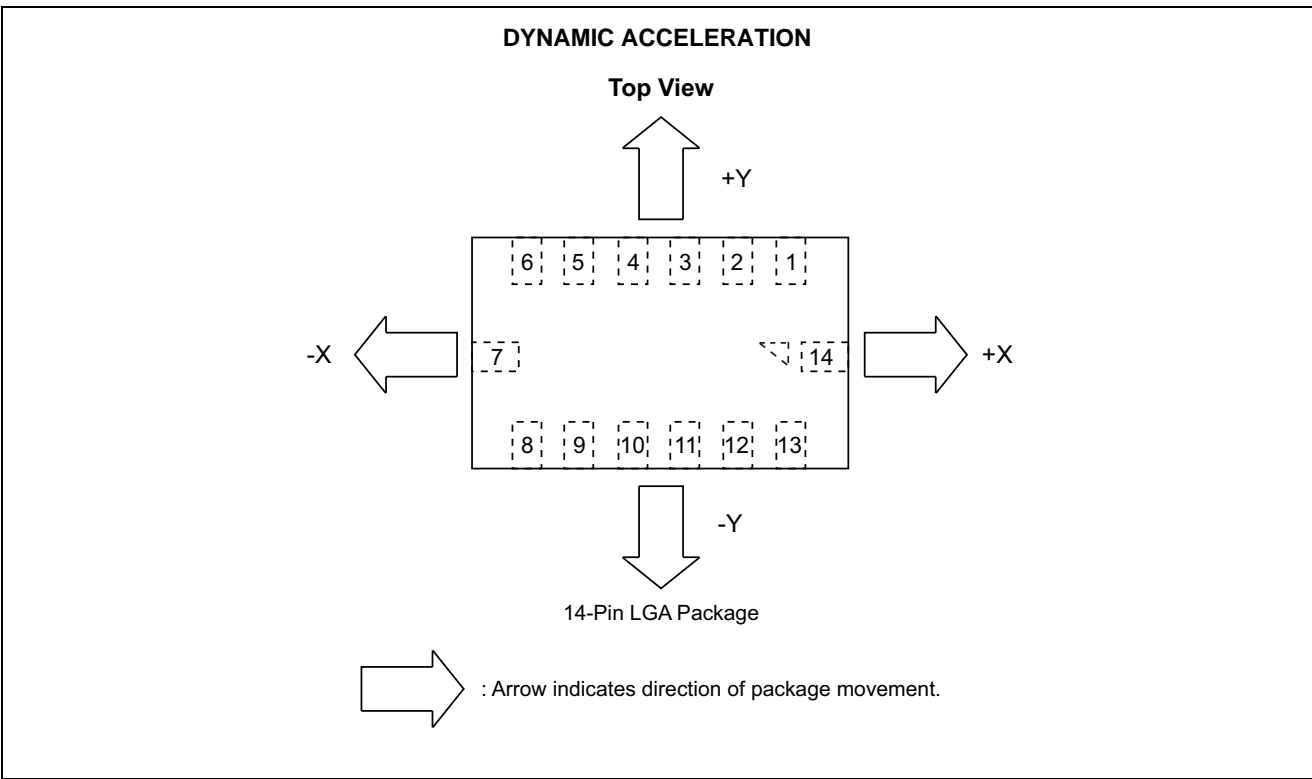 DYNAMIC ACCELERATION
Top View
+Y
6 5 4 3 2 1
-X 7 14 +X
8 9 10 11 12 13
-Y
14-Pin LGA Package
: Arrow indicates direction of package movement.